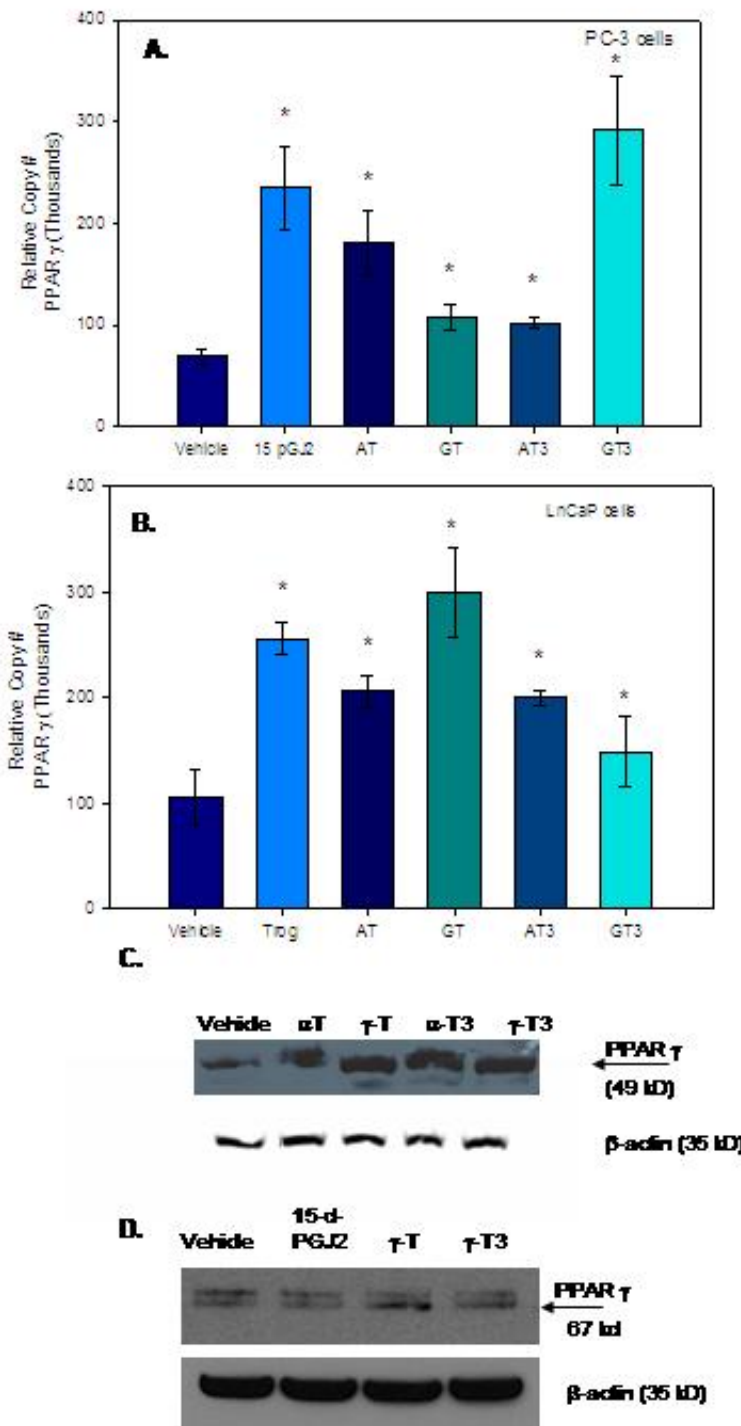 A.
PC-3 cells
400
300
200
100
0
Relative Copy#
PPAR γ (Thousands)
*
*
*
*
*
Vehicle 15 pGJ2 AT GT AT3 GT3
B.
LnCaP cells
400
300
200
100
0
Relative Copy#
PPAR γ (Thousands)
*
*
*
*
*
Vehicle Trog AT GT AT3 GT3
C.
Vehicle αT γ-T α-T3 γ-T3
PPAR γ
(49 kD)
β-actin (35 kD)
D.
15-d-
Vehicle PGJ2 γ-T γ-T3
PPAR γ
67 kd
β-actin (35 kD)